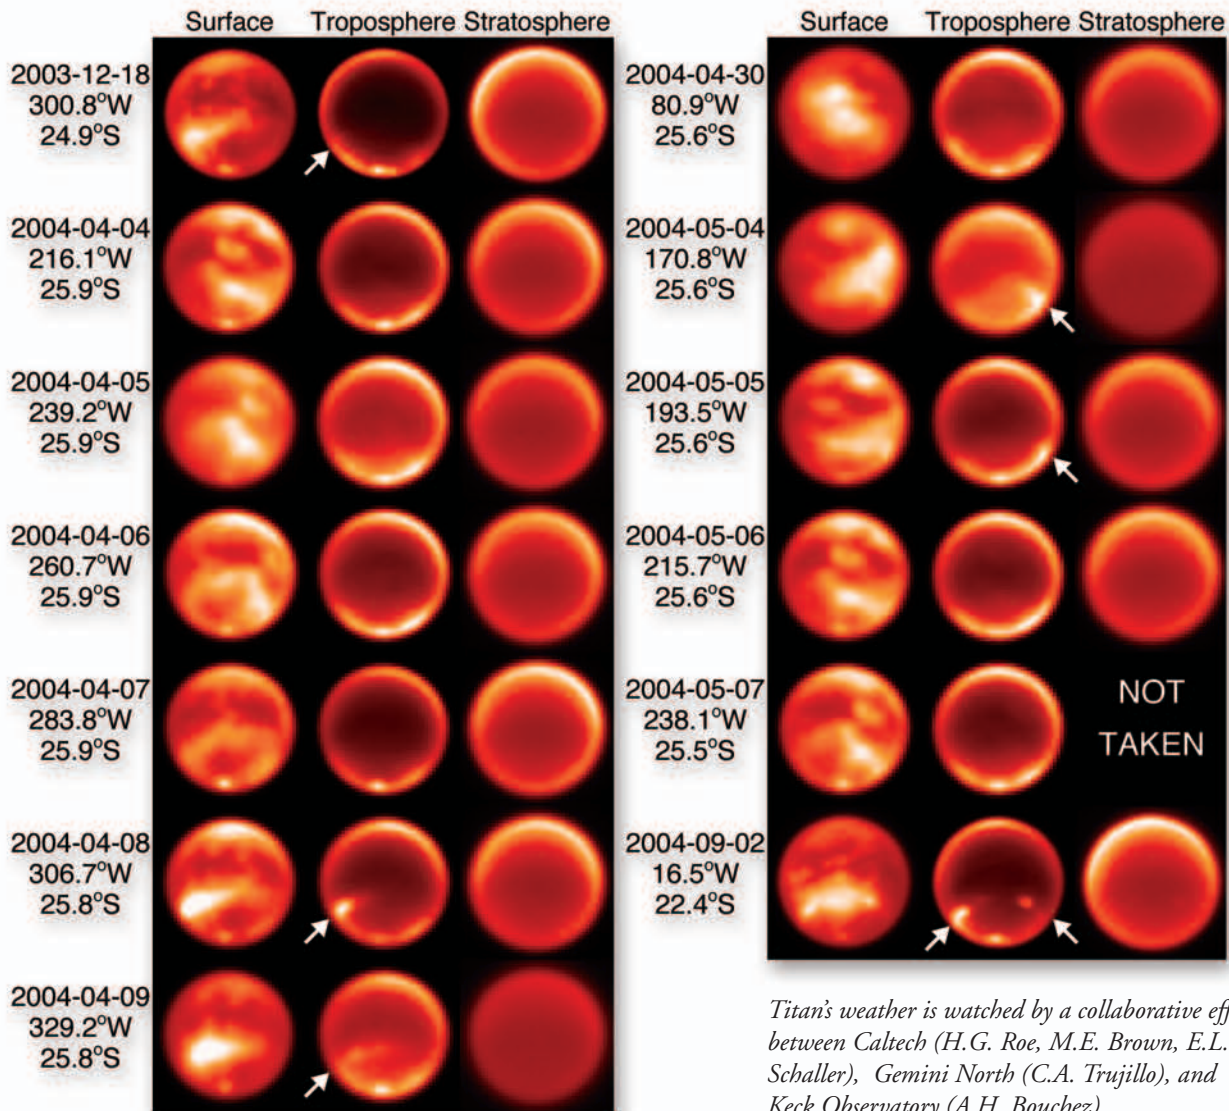 Surface Troposphere Stratosphere
2003-12-18
300.8°W
24.9°S
2004-04-04
216.1°W
25.9°S
2004-04-05
239.2°W
25.9°S
2004-04-06
260.7°W
25.9°S
2004-04-07
283.8°W
25.9°S
2004-04-08
306.7°W
25.8°S
2004-04-09
329.2°W
25.8°S
Surface Troposphere Stratosphere
2004-04-30
80.9°W
25.6°S
2004-05-04
170.8°W
25.6°S
2004-05-05
193.5°W
25.6°S
2004-05-06
215.7°W
25.6°S
2004-05-07
238.1°W
25.5°S
NOT
TAKEN
2004-09-02
16.5°W
22.4°S
Titan's weather is watched by a collaborative
between Caltech (H.G. Roe, M.E. Brown, E.L.
Schaller), Gemini North (C.A. Trujillo), and
Keck Observatory (A.H. Bouchez)